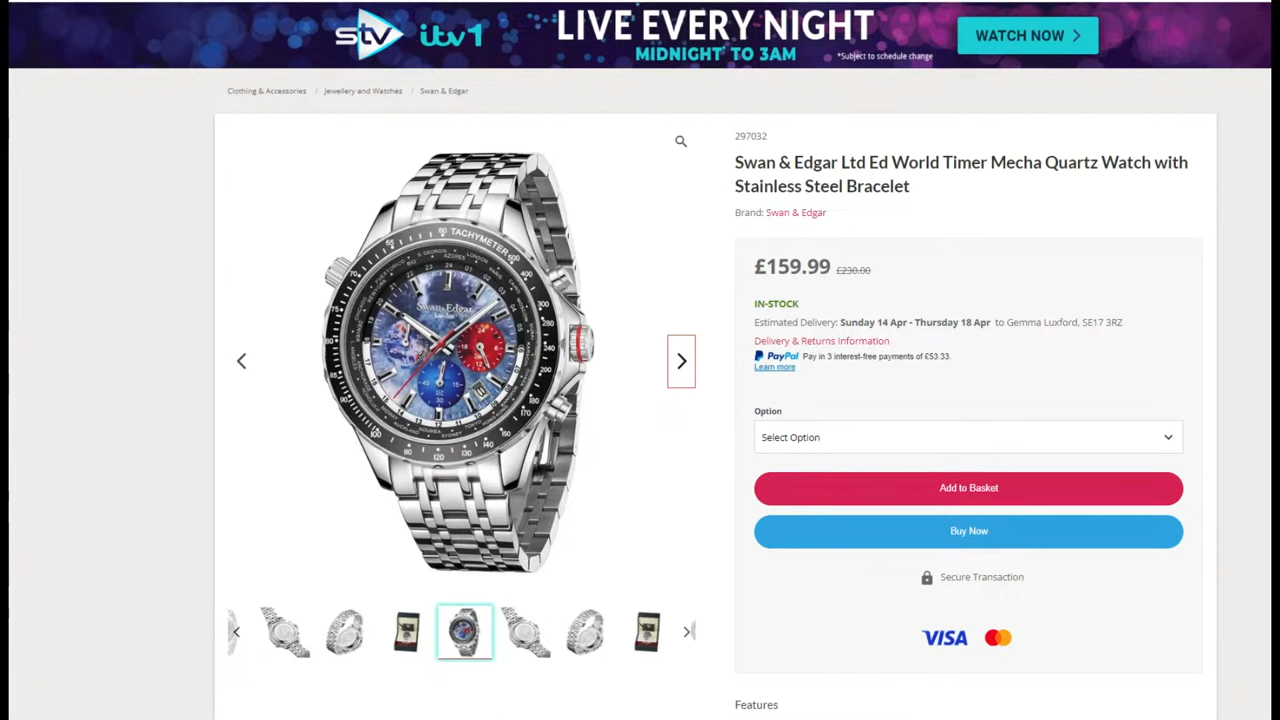 stv itv1
LIVE EVERY NIGHT
MIDNIGHT TO 3AM
*Subject to schedule change
WATCH NOW
Clothing & Accessories / Jewellery and Watches / Swan & Edgar
297032
Swan & Edgar Ltd Ed World Timer Mecha Quartz Watch with
Stainless Steel Bracelet
Brand: Swan & Edgar
£159.99 £230.00
IN-STOCK
Estimated Delivery: Sunday 14 Apr - Thursday 18 Apr to Gemma Luxford, SE17 3RZ
Delivery & Returns Information
PayPal Pay in 3 interest-free payments of £53.33.
Learn more
Option
Select Option
Add to Basket
Buy Now
Secure Transaction
VISA
Features
TACHYMETER
Swan & Edgar
London